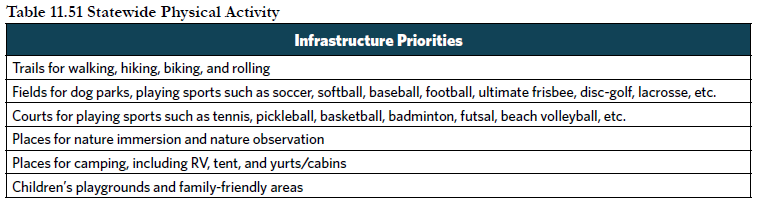 Table 11.51 Statewide Physical Activity
Infrastructure Priorities
Trails for walking, hiking, biking, and rolling
Fields for dog parks, playing sports such as soccer, softball, baseball, football, ultimate frisbee, disc-golf, lacrosse, etc.
Courts for playing sports such as tennis, pickleball, basketball, badminton, futsal, beach volleyball, etc.
Places for nature immersion and nature observation
Places for camping, including RV, tent, and yurts/cabins
Children's playgrounds and family-friendly areas